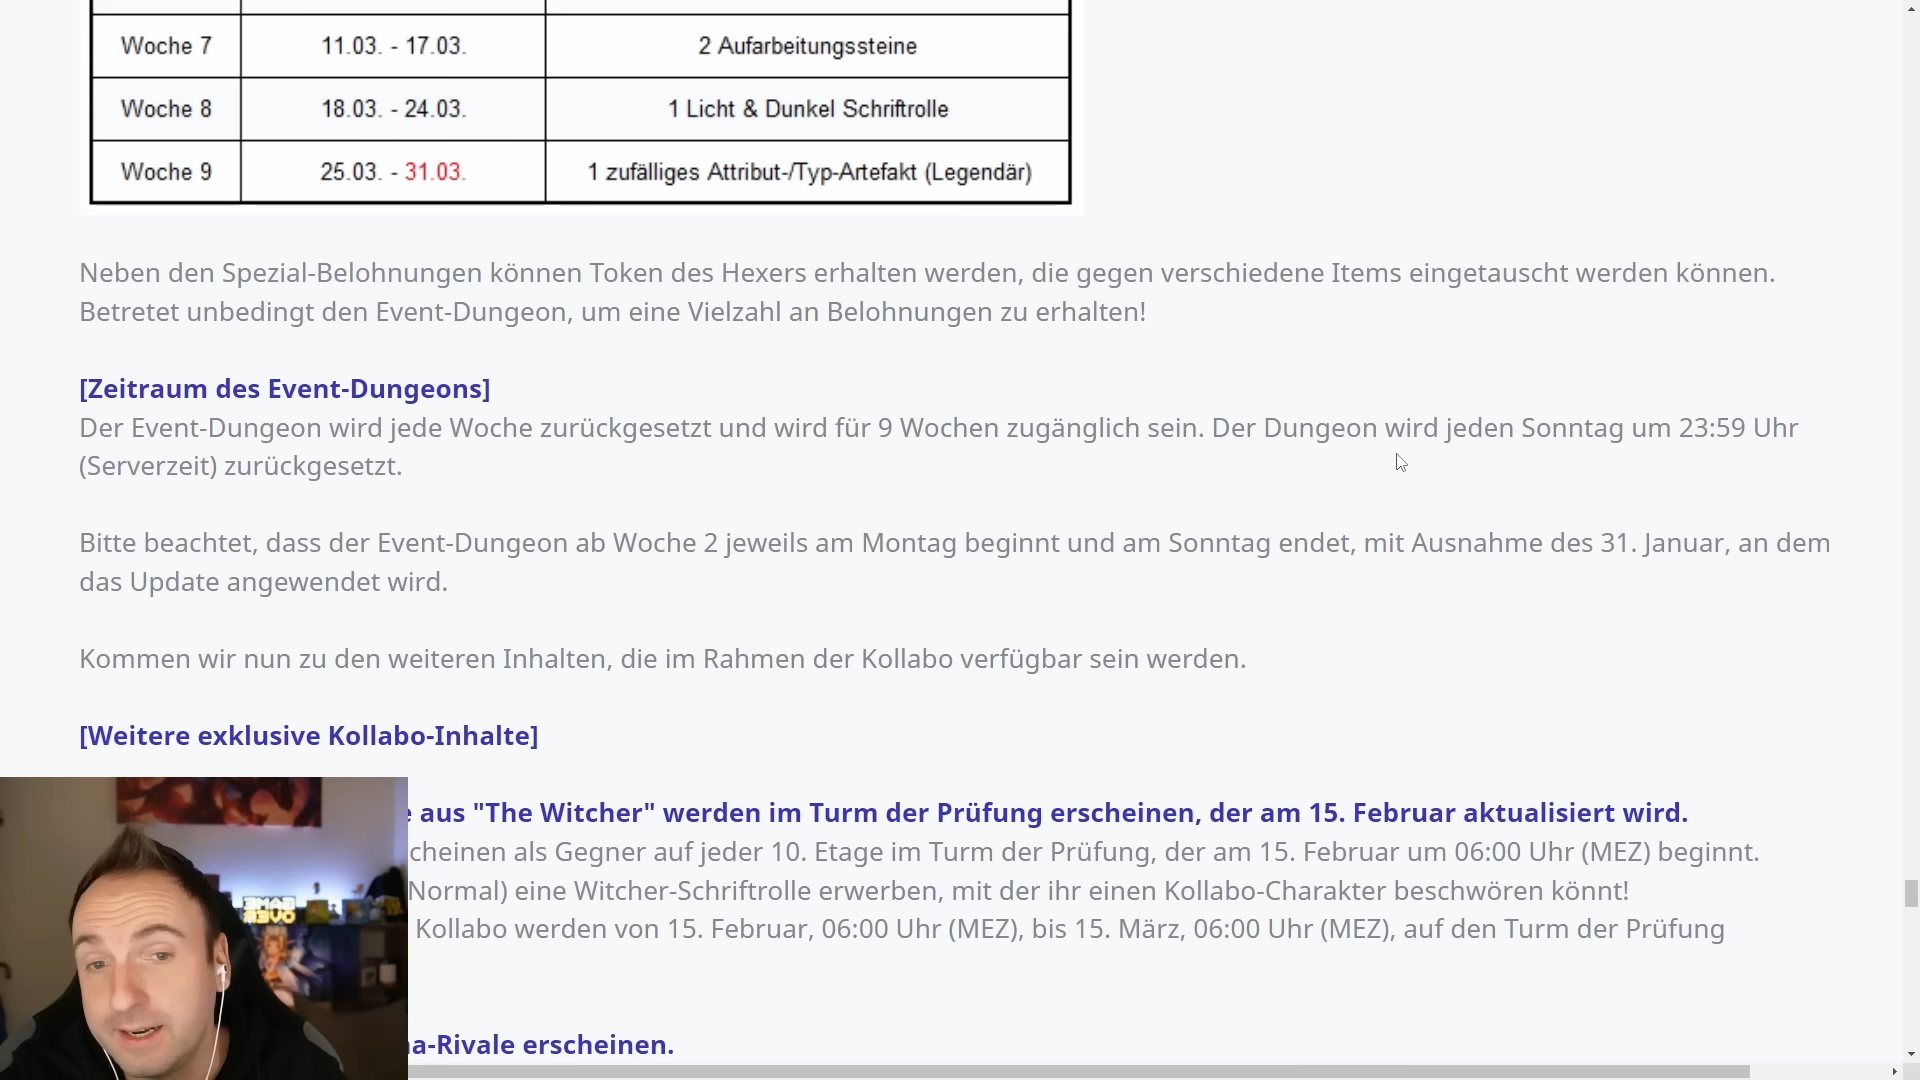 Woche 7 11.03. - 17.03. 2 Aufarbeitungssteine
Woche 8 18.03. - 24.03. 1 Licht & Dunkel Schriftrolle
Woche 9 25.03. - 31.03. 1 zufälliges Attribut-/Typ-Artefakt (Legendär)
Neben den Spezial-Belohnungen können Token des Hexers erhalten werden, die gegen verschiedene Items eingetauscht werden können.
Betretet unbedingt den Event-Dungeon, um eine Vielzahl an Belohnungen zu erhalten!
[Zeitraum des Event-Dungeons]
Der Event-Dungeon wird jede Woche zurückgesetzt und wird für 9 Wochen zugänglich sein. Der Dungeon wird jeden Sonntag um 23:59 Uhr
(Serverzeit) zurückgesetzt.
Bitte beachtet, dass der Event-Dungeon ab Woche 2 jeweils am Montag beginnt und am Sonntag endet, mit Ausnahme des 31. Januar, an dem
das Update angewendet wird.
Kommen wir nun zu den weiteren Inhalten, die im Rahmen der Kollabo verfügbar sein werden.
[Weitere exklusive Kollabo-Inhalte]
aus "The Witcher" werden im Turm der Prüfung erscheinen, der am 15. Februar aktualisiert wird.
cheinen als Gegner auf jeder 10. Etage im Turm der Prüfung, der am 15. Februar um 06:00 Uhr (MEZ) beginnt.
Normal) eine Witcher-Schriftrolle erwerben, mit der ihr einen Kollabo-Charakter beschwören könnt!
Kollabo werden von 15. Februar, 06:00 Uhr (MEZ), bis 15. März, 06:00 Uhr (MEZ), auf den Turm der Prüfung
GAME
OVER
na-Rivale erscheinen.